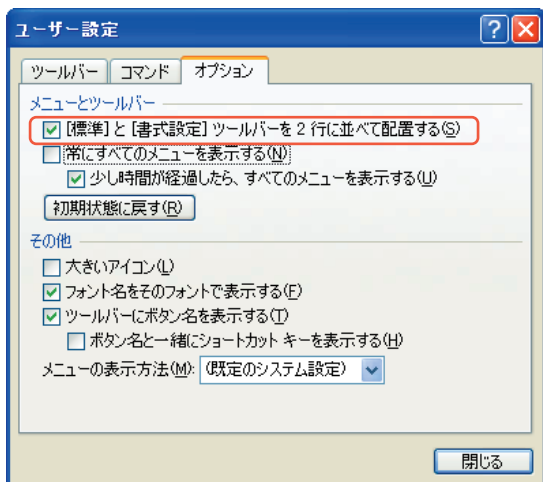 ユーザー設定
ツールバー コマンド オプション
メニューとツールバー
[標準]と[書式設定]ツールバーを2行に並べて配置する(S)
常にすべてのメニューを表示する(N)
少し時間が経過したら、すべてのメニューを表示する(U)
初期状態に戻す(R)
その他
大きいアイコン(L)
フォント名をそのフォントで表示する(F)
ツールバーにボタン名を表示する(T)
ボタン名と一緒にショートカット キーを表示する(H)
メニューの表示方法(M): (既定のシステム設定)
閉じる